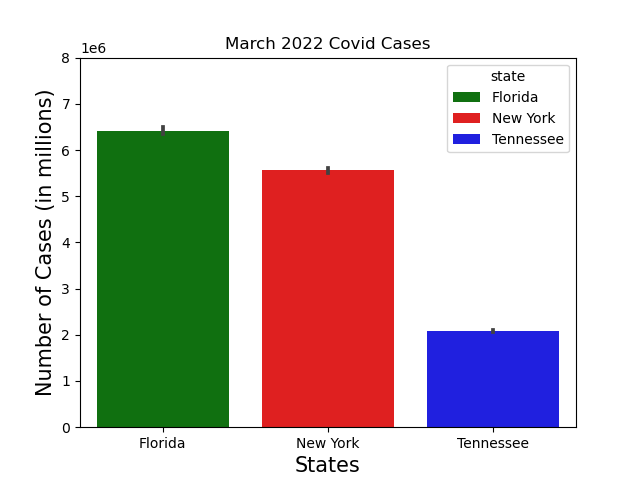 March 2022 Covid Cases
1e6
8
7
6
5
4
3
2
1
0
Number of Cases (in millions)
state
Florida
New York
Tennessee
Florida
New York
Tennessee
States